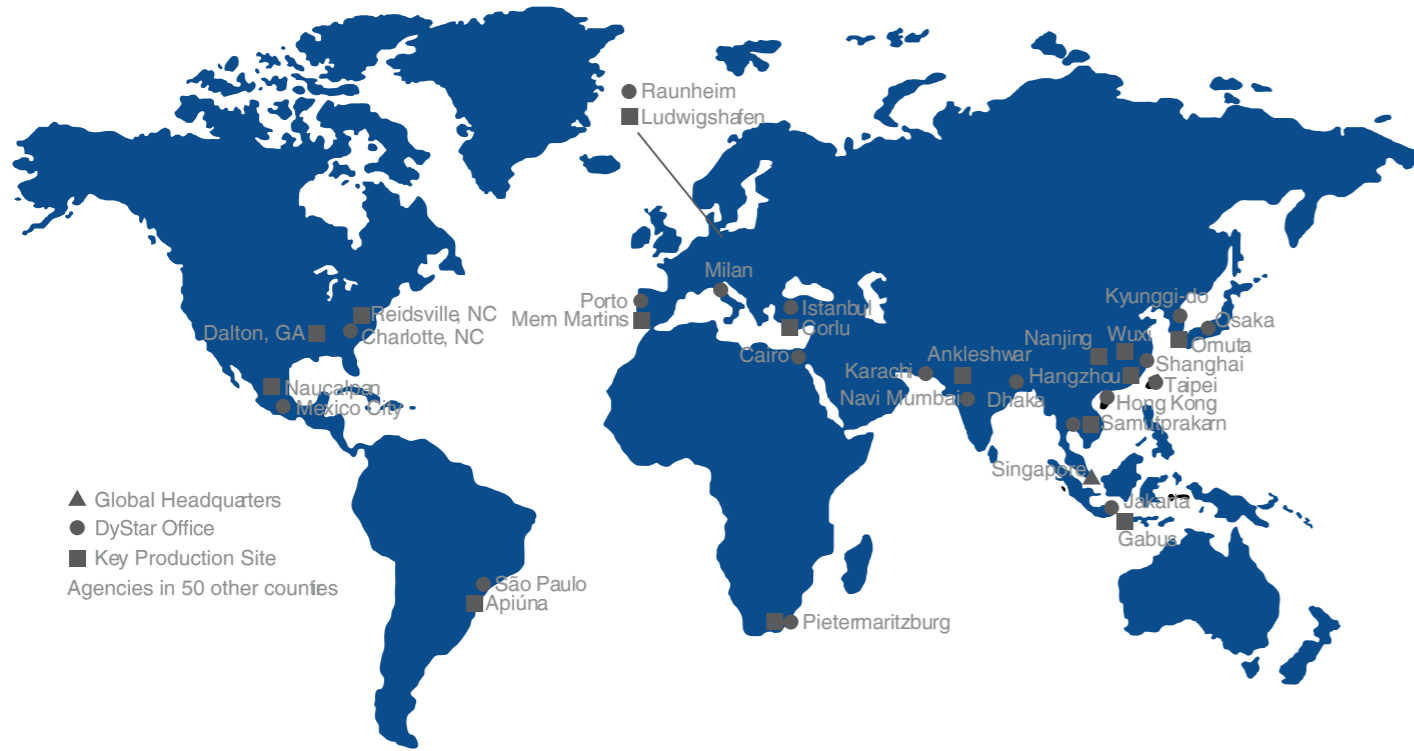 Raunheim
Ludwigshafen
Milan
Porto
Mem Martins
Istanbul
Corlu
Cairo
Reidsville, NC
Dalton, GA
Charlotte, NC
Naucalpen
Mexico City
Kyunggi-do
Osaka
Omuta
Nanjing
Wuxi
Shanghai
Ankleshwar
Karachi
Hangzhou
Taipei
Navi Mumbai
Dhaka
Hong Kong
Samutprakarn
Singapore
Jakarta
Gabus
Global Headquarters
DyStar Office
Key Production Site
Agencies in 50 other countries
São Paulo
Apiúna
Pietermaritzburg